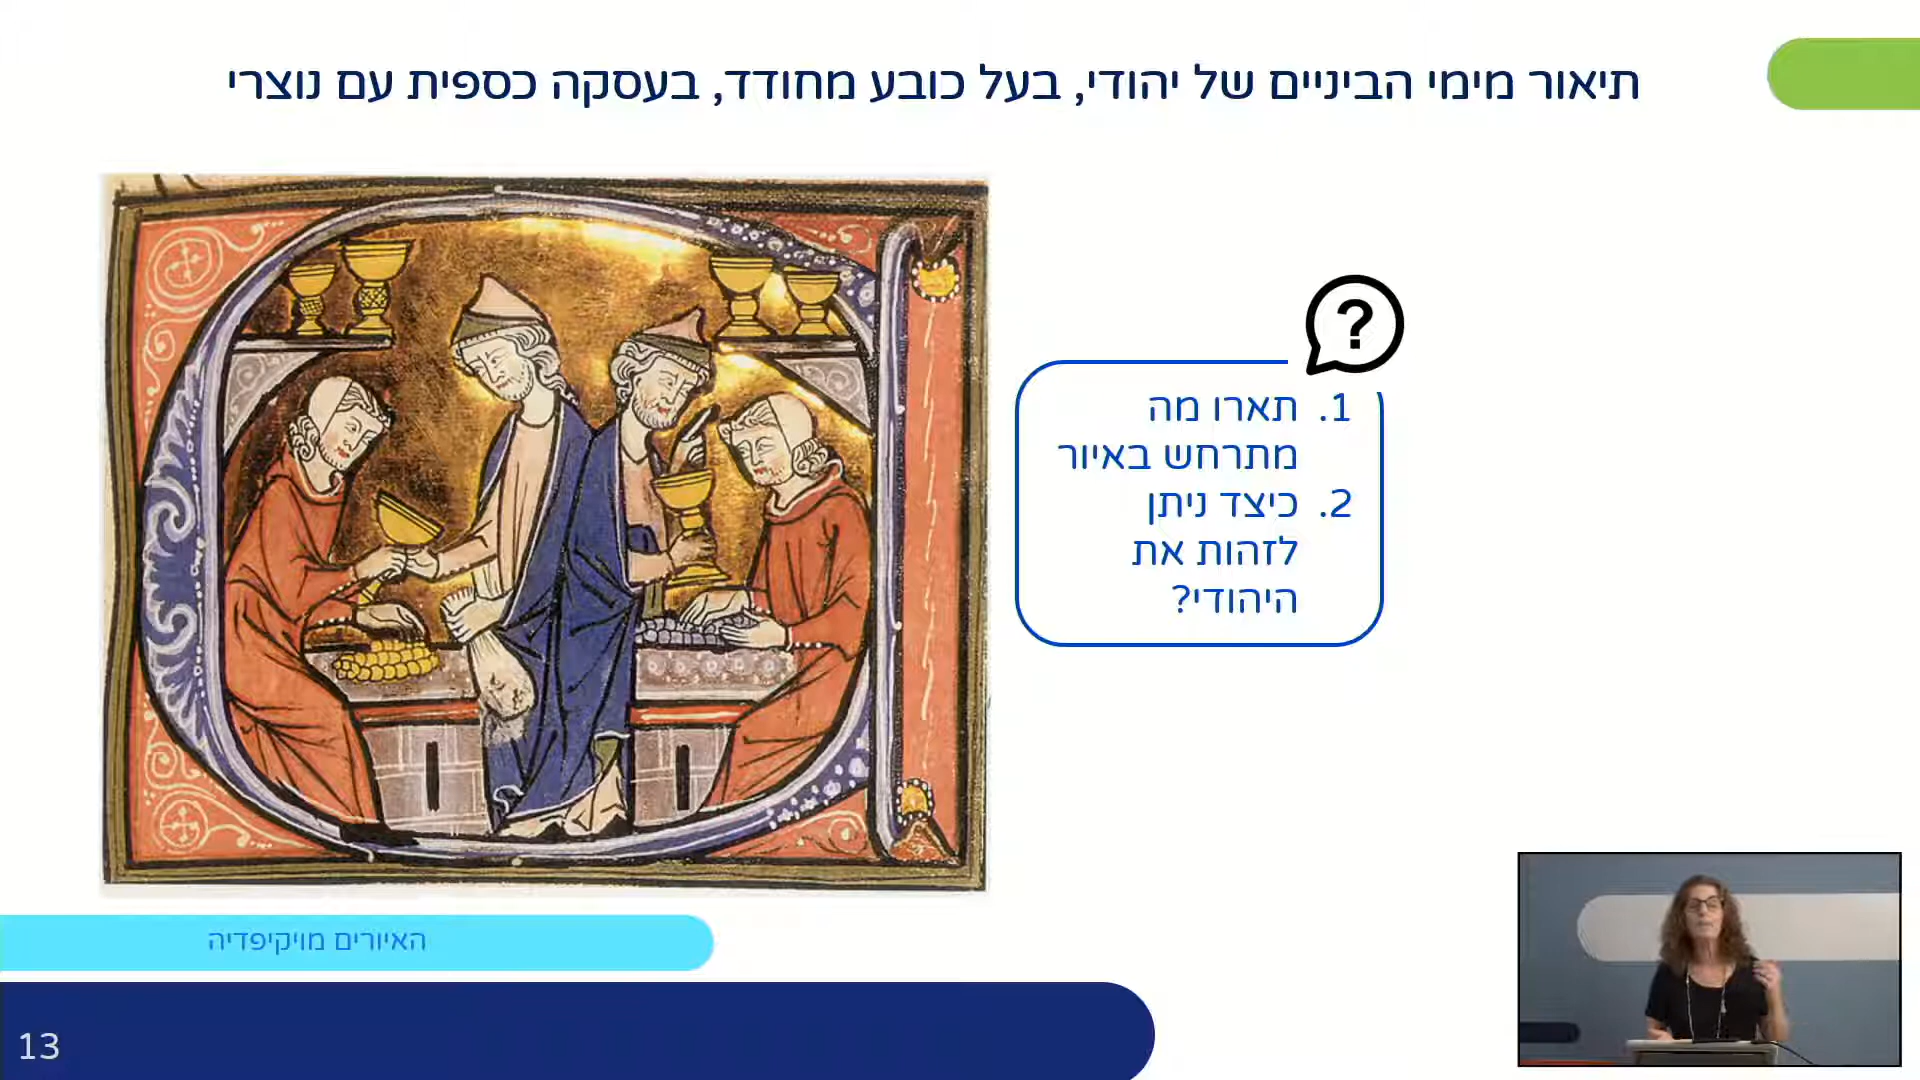 תיאור מימי הביניים של יהודי, בעל כובע מחודד, בעסקה כספית עם נוצרי
?
1. תארו מה
מתרחש באיור
2. כיצד ניתן
לזהות את
היהודי?
האיורים מויקיפדיה
13